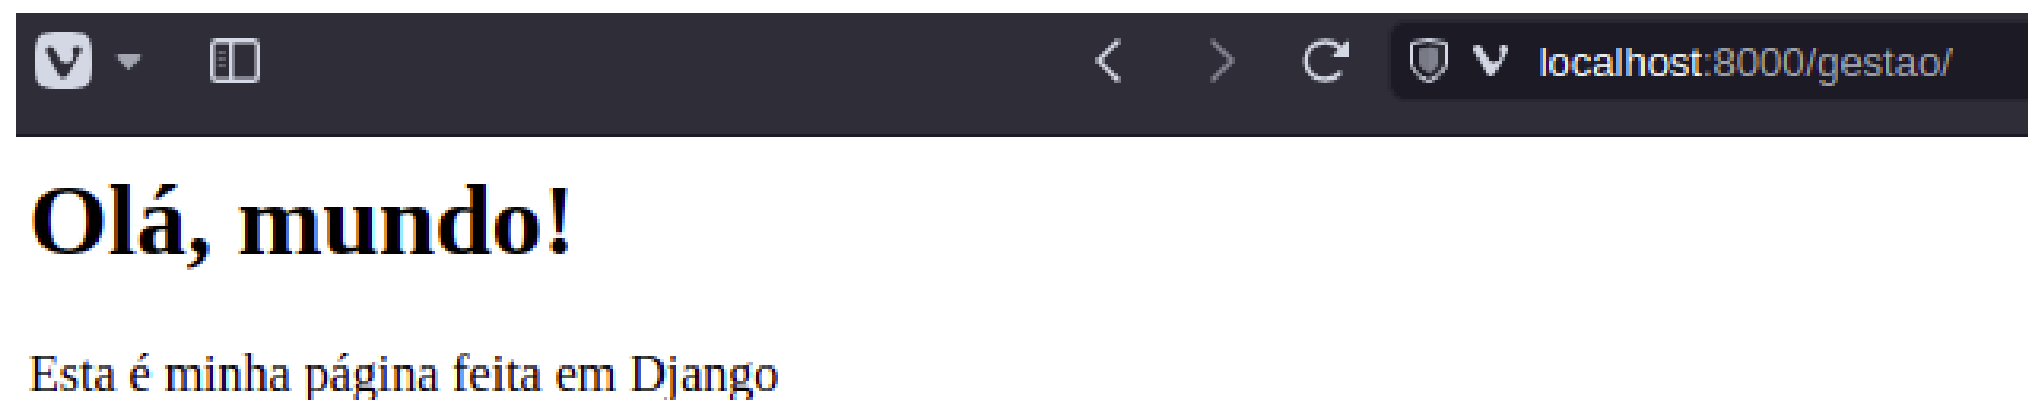 localhost:8000/gestao/
Olá, mundo!
Esta é minha página feita em Django